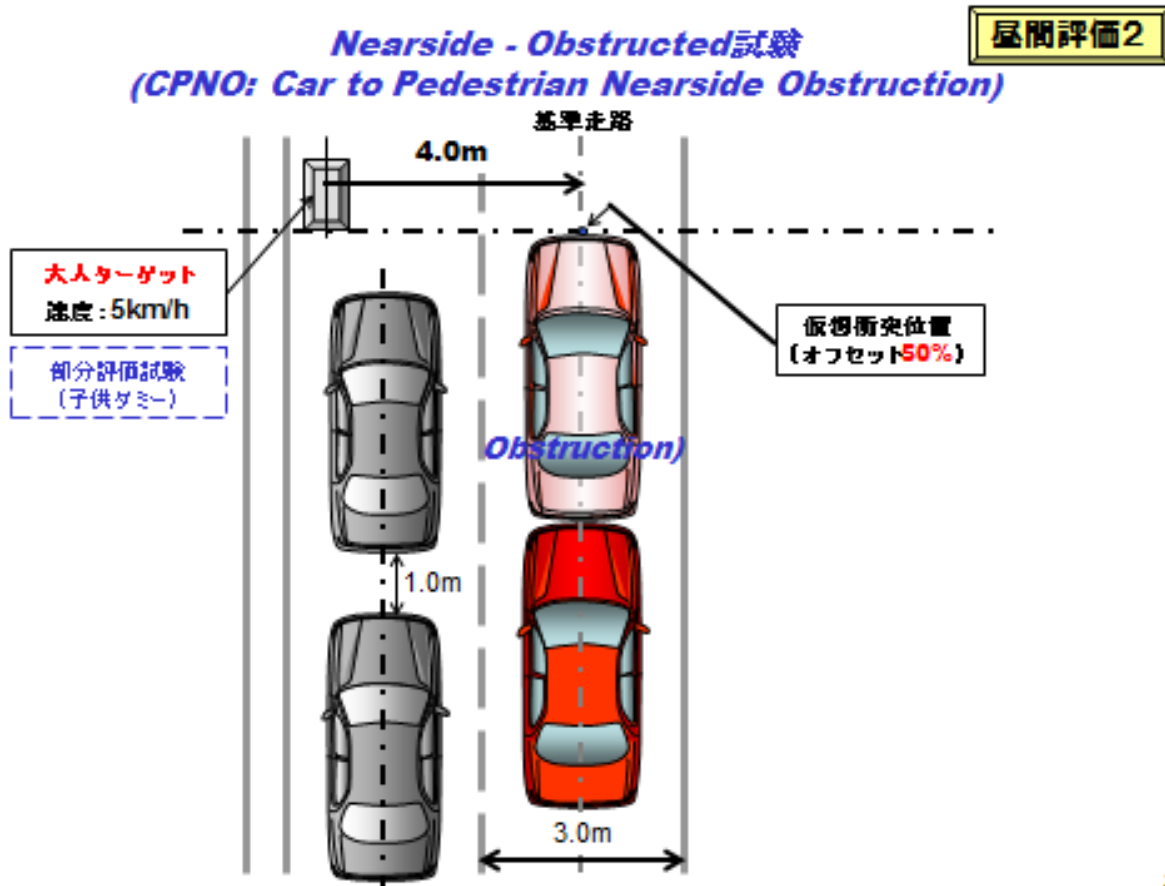 昼間評価2
Nearside - Obstructed試験
(CPNO: Car to Pedestrian Nearside Obstruction)
基準走路
4.0m
大人ターゲット
速度：5km/h
部分評価試験
（子供ダミー）
仮想衝突位置
（オフセット50%）
Obstruction)
1.0m
3.0m